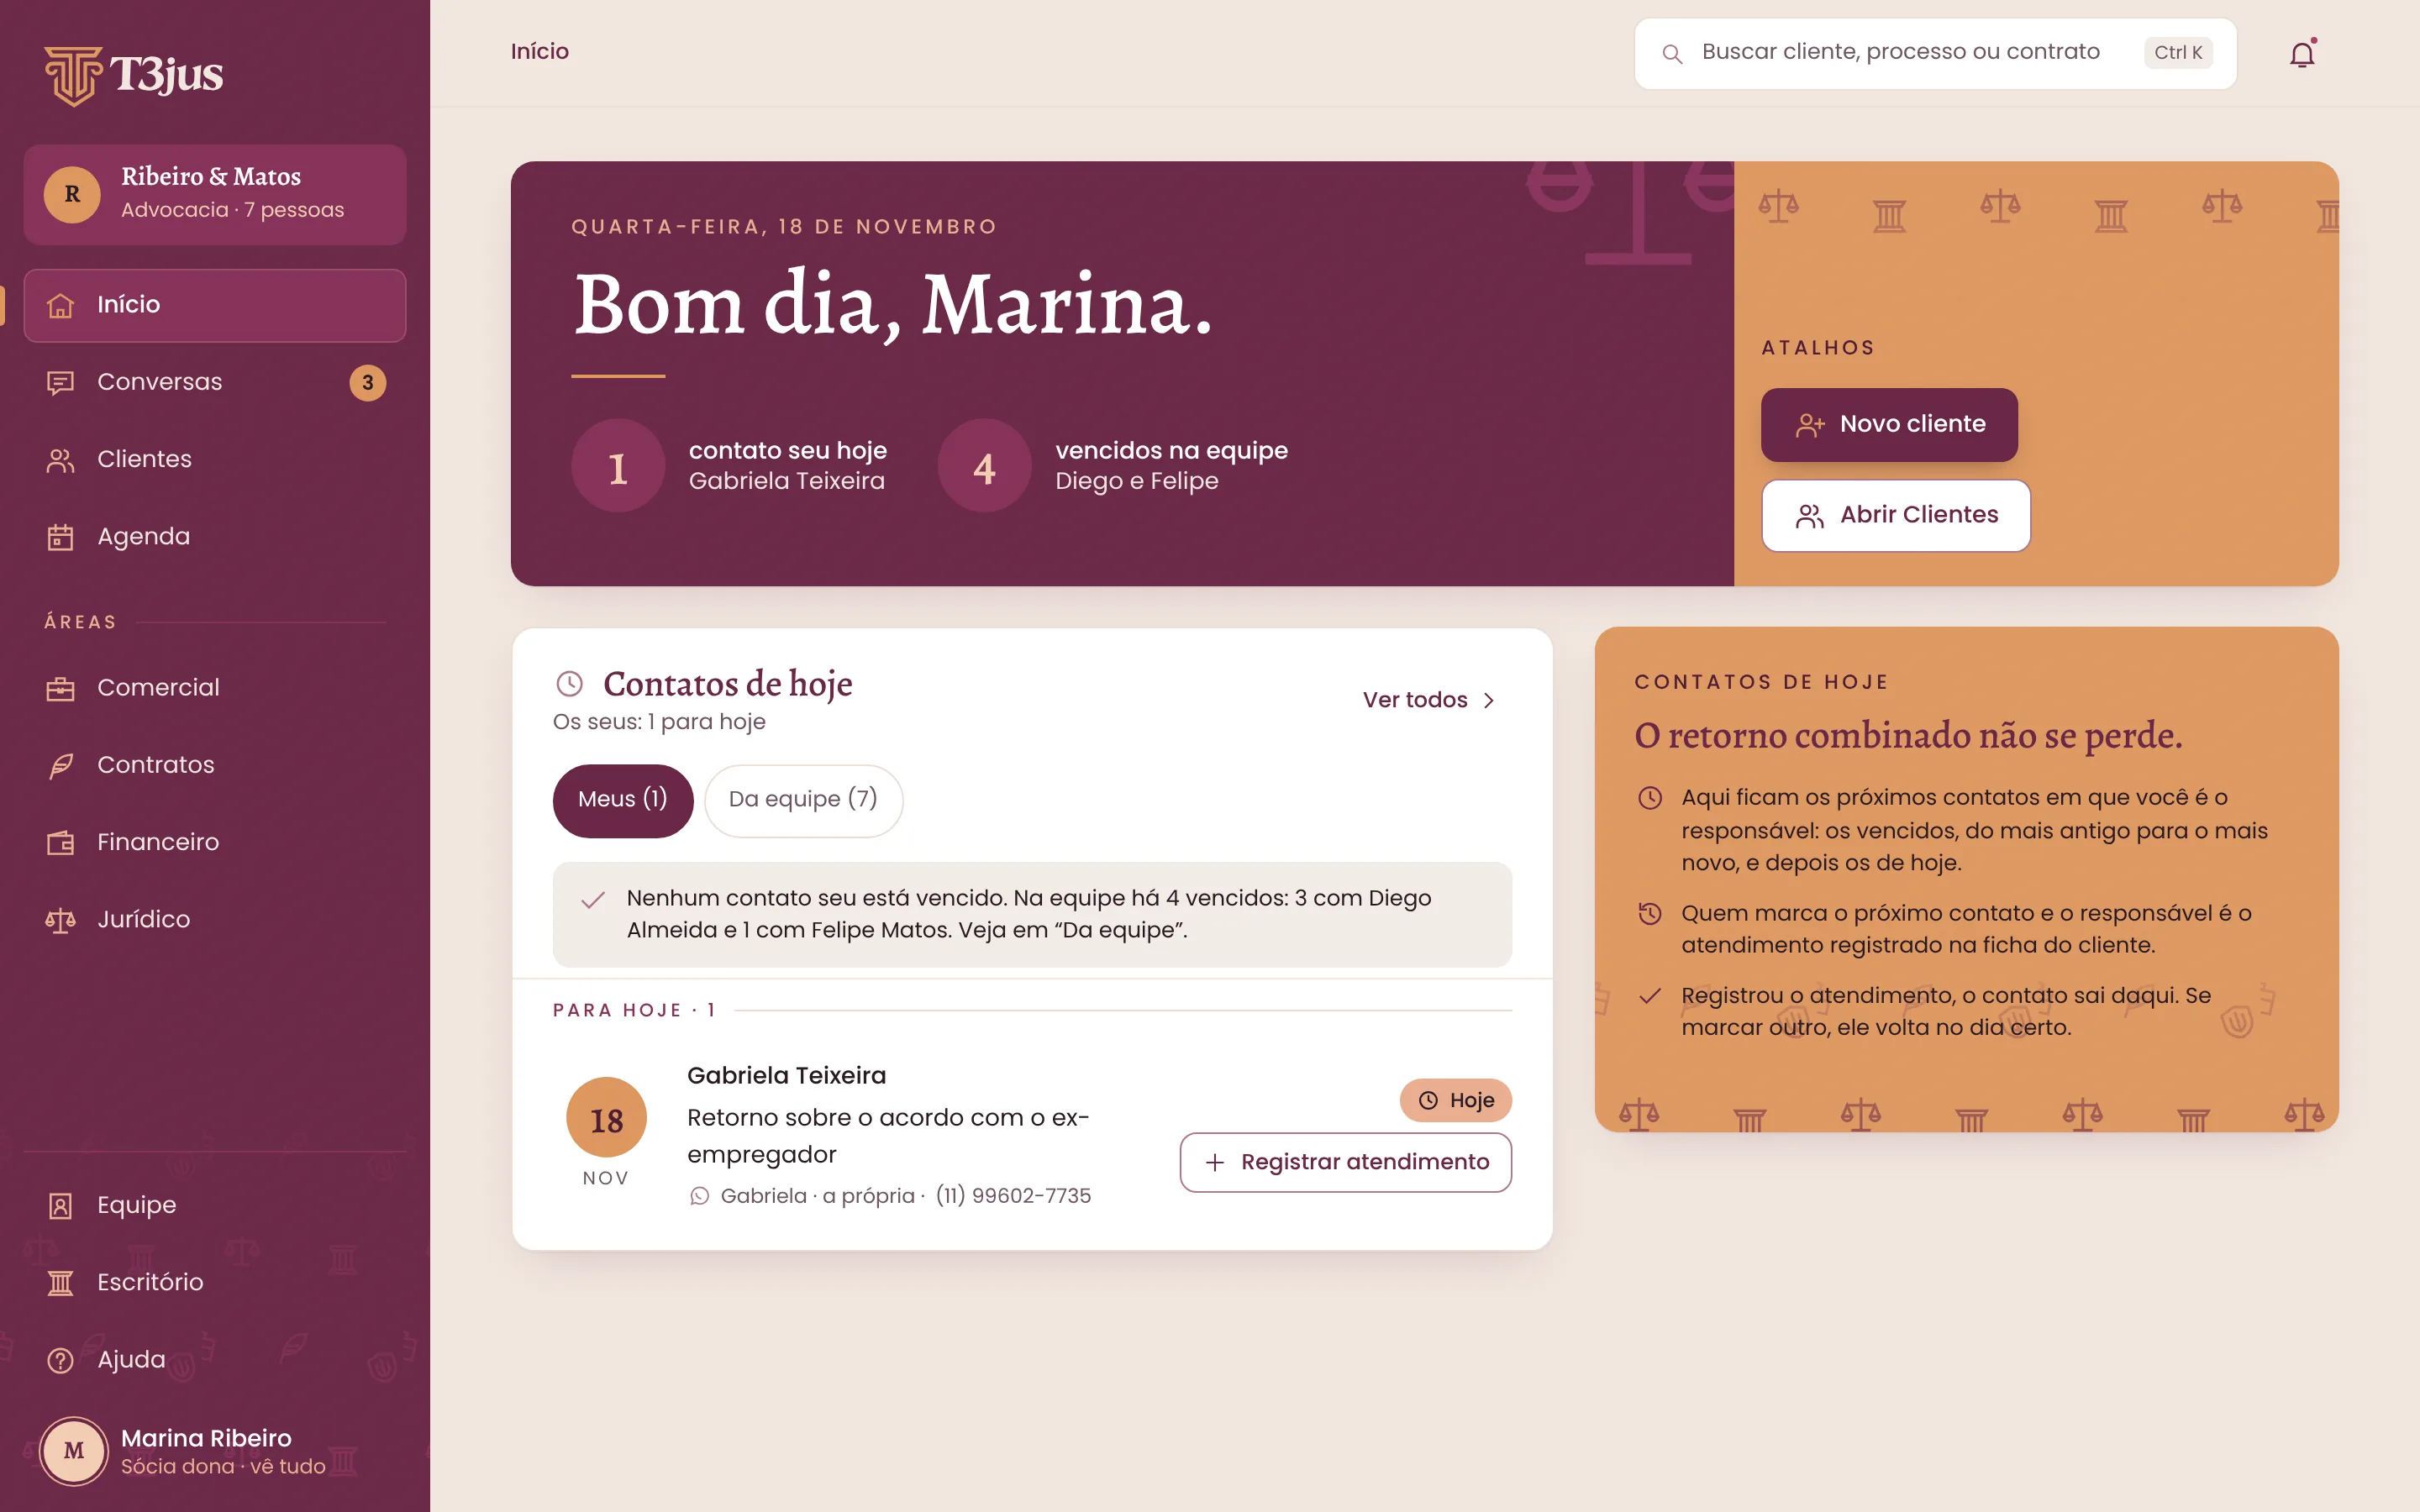 T3jus
R
Ribeiro & Matos
Advocacia · 7 pessoas
Início
Conversas
3
Clientes
Agenda
ÁREAS
Comercial
Contratos
Financeiro
Jurídico
Equipe
Escritório
Ajuda
M
Marina Ribeiro
Sócia dona · vê tudo
Início
Buscar cliente, processo ou contrato
Ctrl K
QUARTA-FEIRA, 18 DE NOVEMBRO
Bom dia, Marina.
1
contato seu hoje
Gabriela Teixeira
4
vencidos na equipe
Diego e Felipe
ATALHOS
Novo cliente
Abrir Clientes
Contatos de hoje
Os seus: 1 para hoje
Ver todos
Meus (1)
Da equipe (7)
Nenhum contato seu está vencido. Na equipe há 4 vencidos: 3 com Diego
Almeida e 1 com Felipe Matos. Veja em “Da equipe”.
PARA HOJE · 1
18
NOV
Gabriela Teixeira
Retorno sobre o acordo com o ex-
empregador
Gabriela · a própria · (11) 99602-7735
Hoje
Registrar atendimento
CONTATOS DE HOJE
O retorno combinado não se perde.
Aqui ficam os próximos contatos em que você é o
responsável: os vencidos, do mais antigo para o mais
novo, e depois os de hoje.
Quem marca o próximo contato e o responsável é o
atendimento registrado na ficha do cliente.
Registrou o atendimento, o contato sai daqui. Se
marcar outro, ele volta no dia certo.